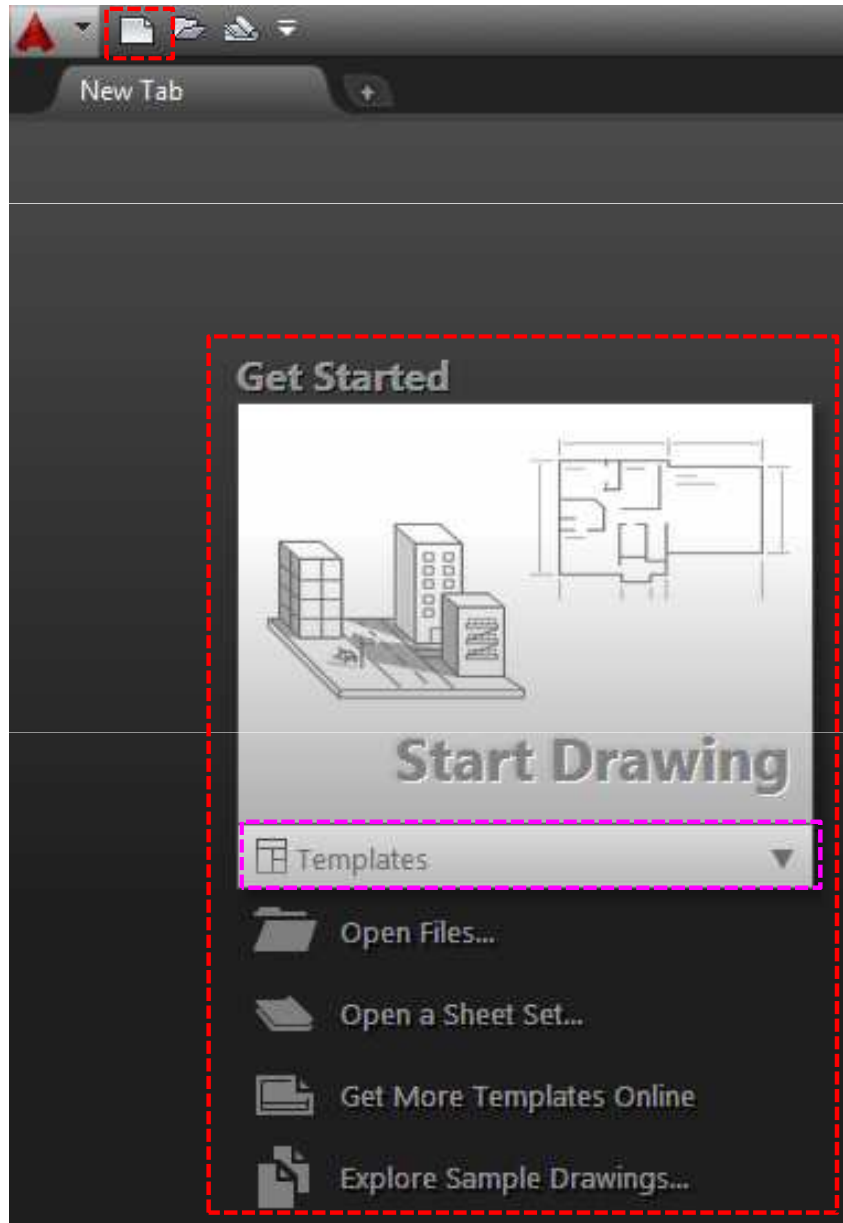 New Tab
Get Started
Start Drawing
Templates
Open Files...
Open a Sheet Set...
Get More Templates Online
Explore Sample Drawings...